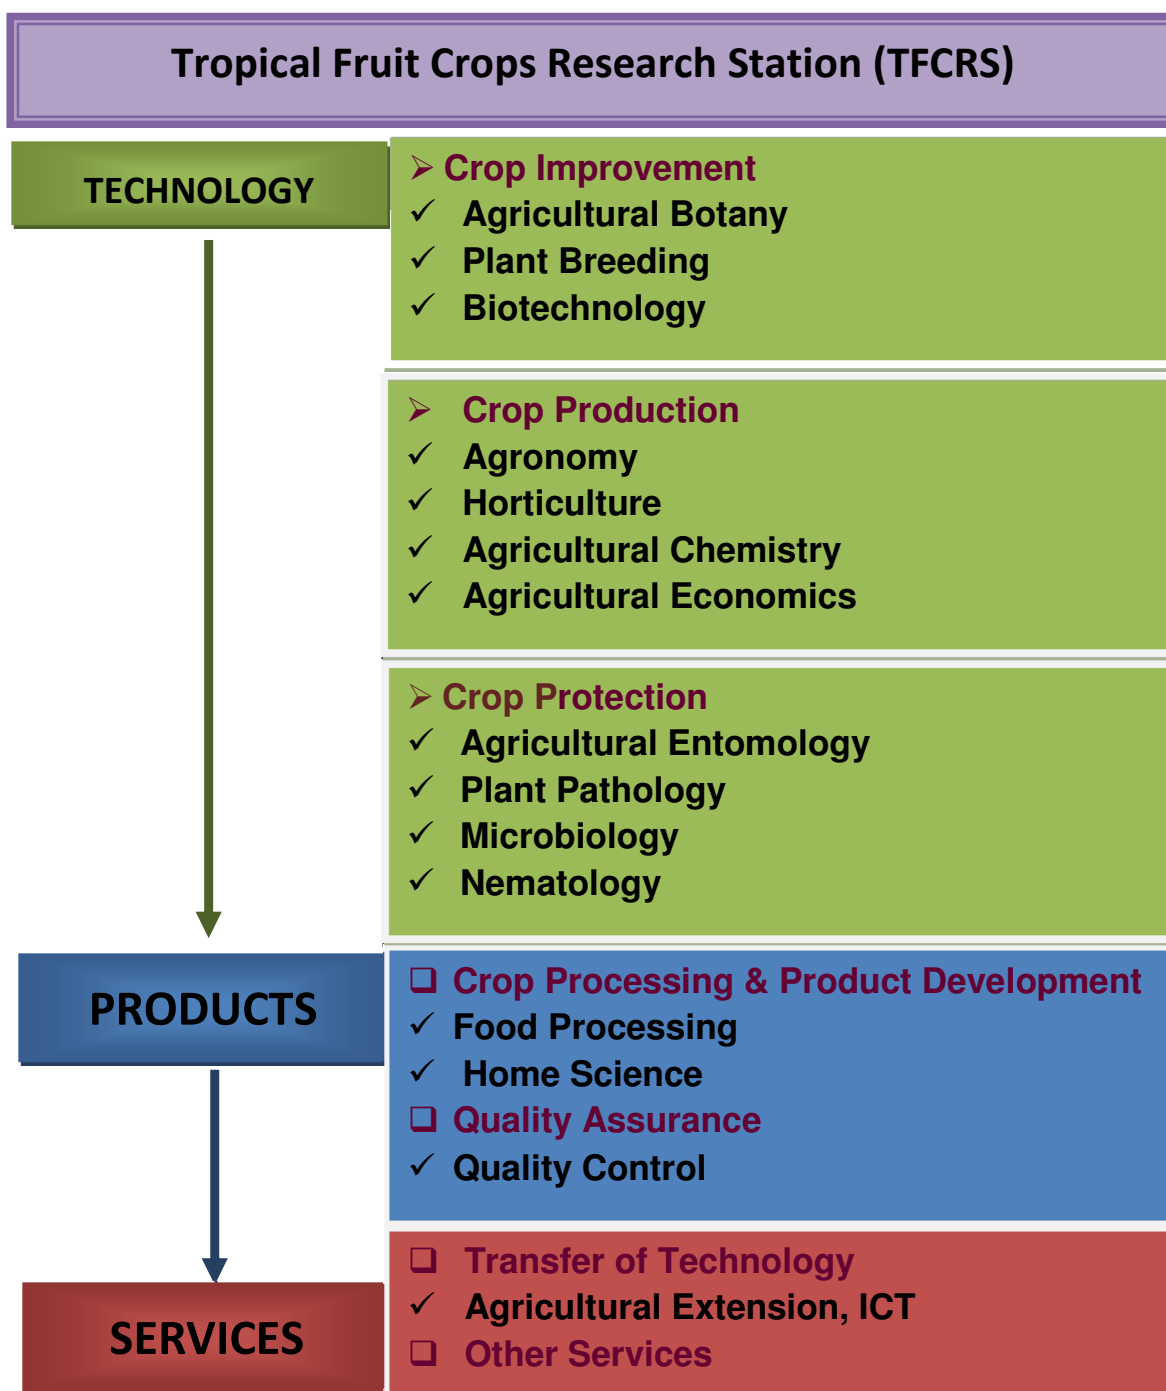 Tropical Fruit Crops Research Station (TFCRS)
TECHNOLOGY
➢ Crop Improvement
✓ Agricultural Botany
✓ Plant Breeding
✓ Biotechnology
➢ Crop Production
✓ Agronomy
✓ Horticulture
✓ Agricultural Chemistry
✓ Agricultural Economics
➢ Crop Protection
✓ Agricultural Entomology
✓ Plant Pathology
✓ Microbiology
✓ Nematology
PRODUCTS
❑ Crop Processing & Product Development
✓ Food Processing
✓ Home Science
❑ Quality Assurance
✓ Quality Control
SERVICES
❑ Transfer of Technology
✓ Agricultural Extension, ICT
❑ Other Services